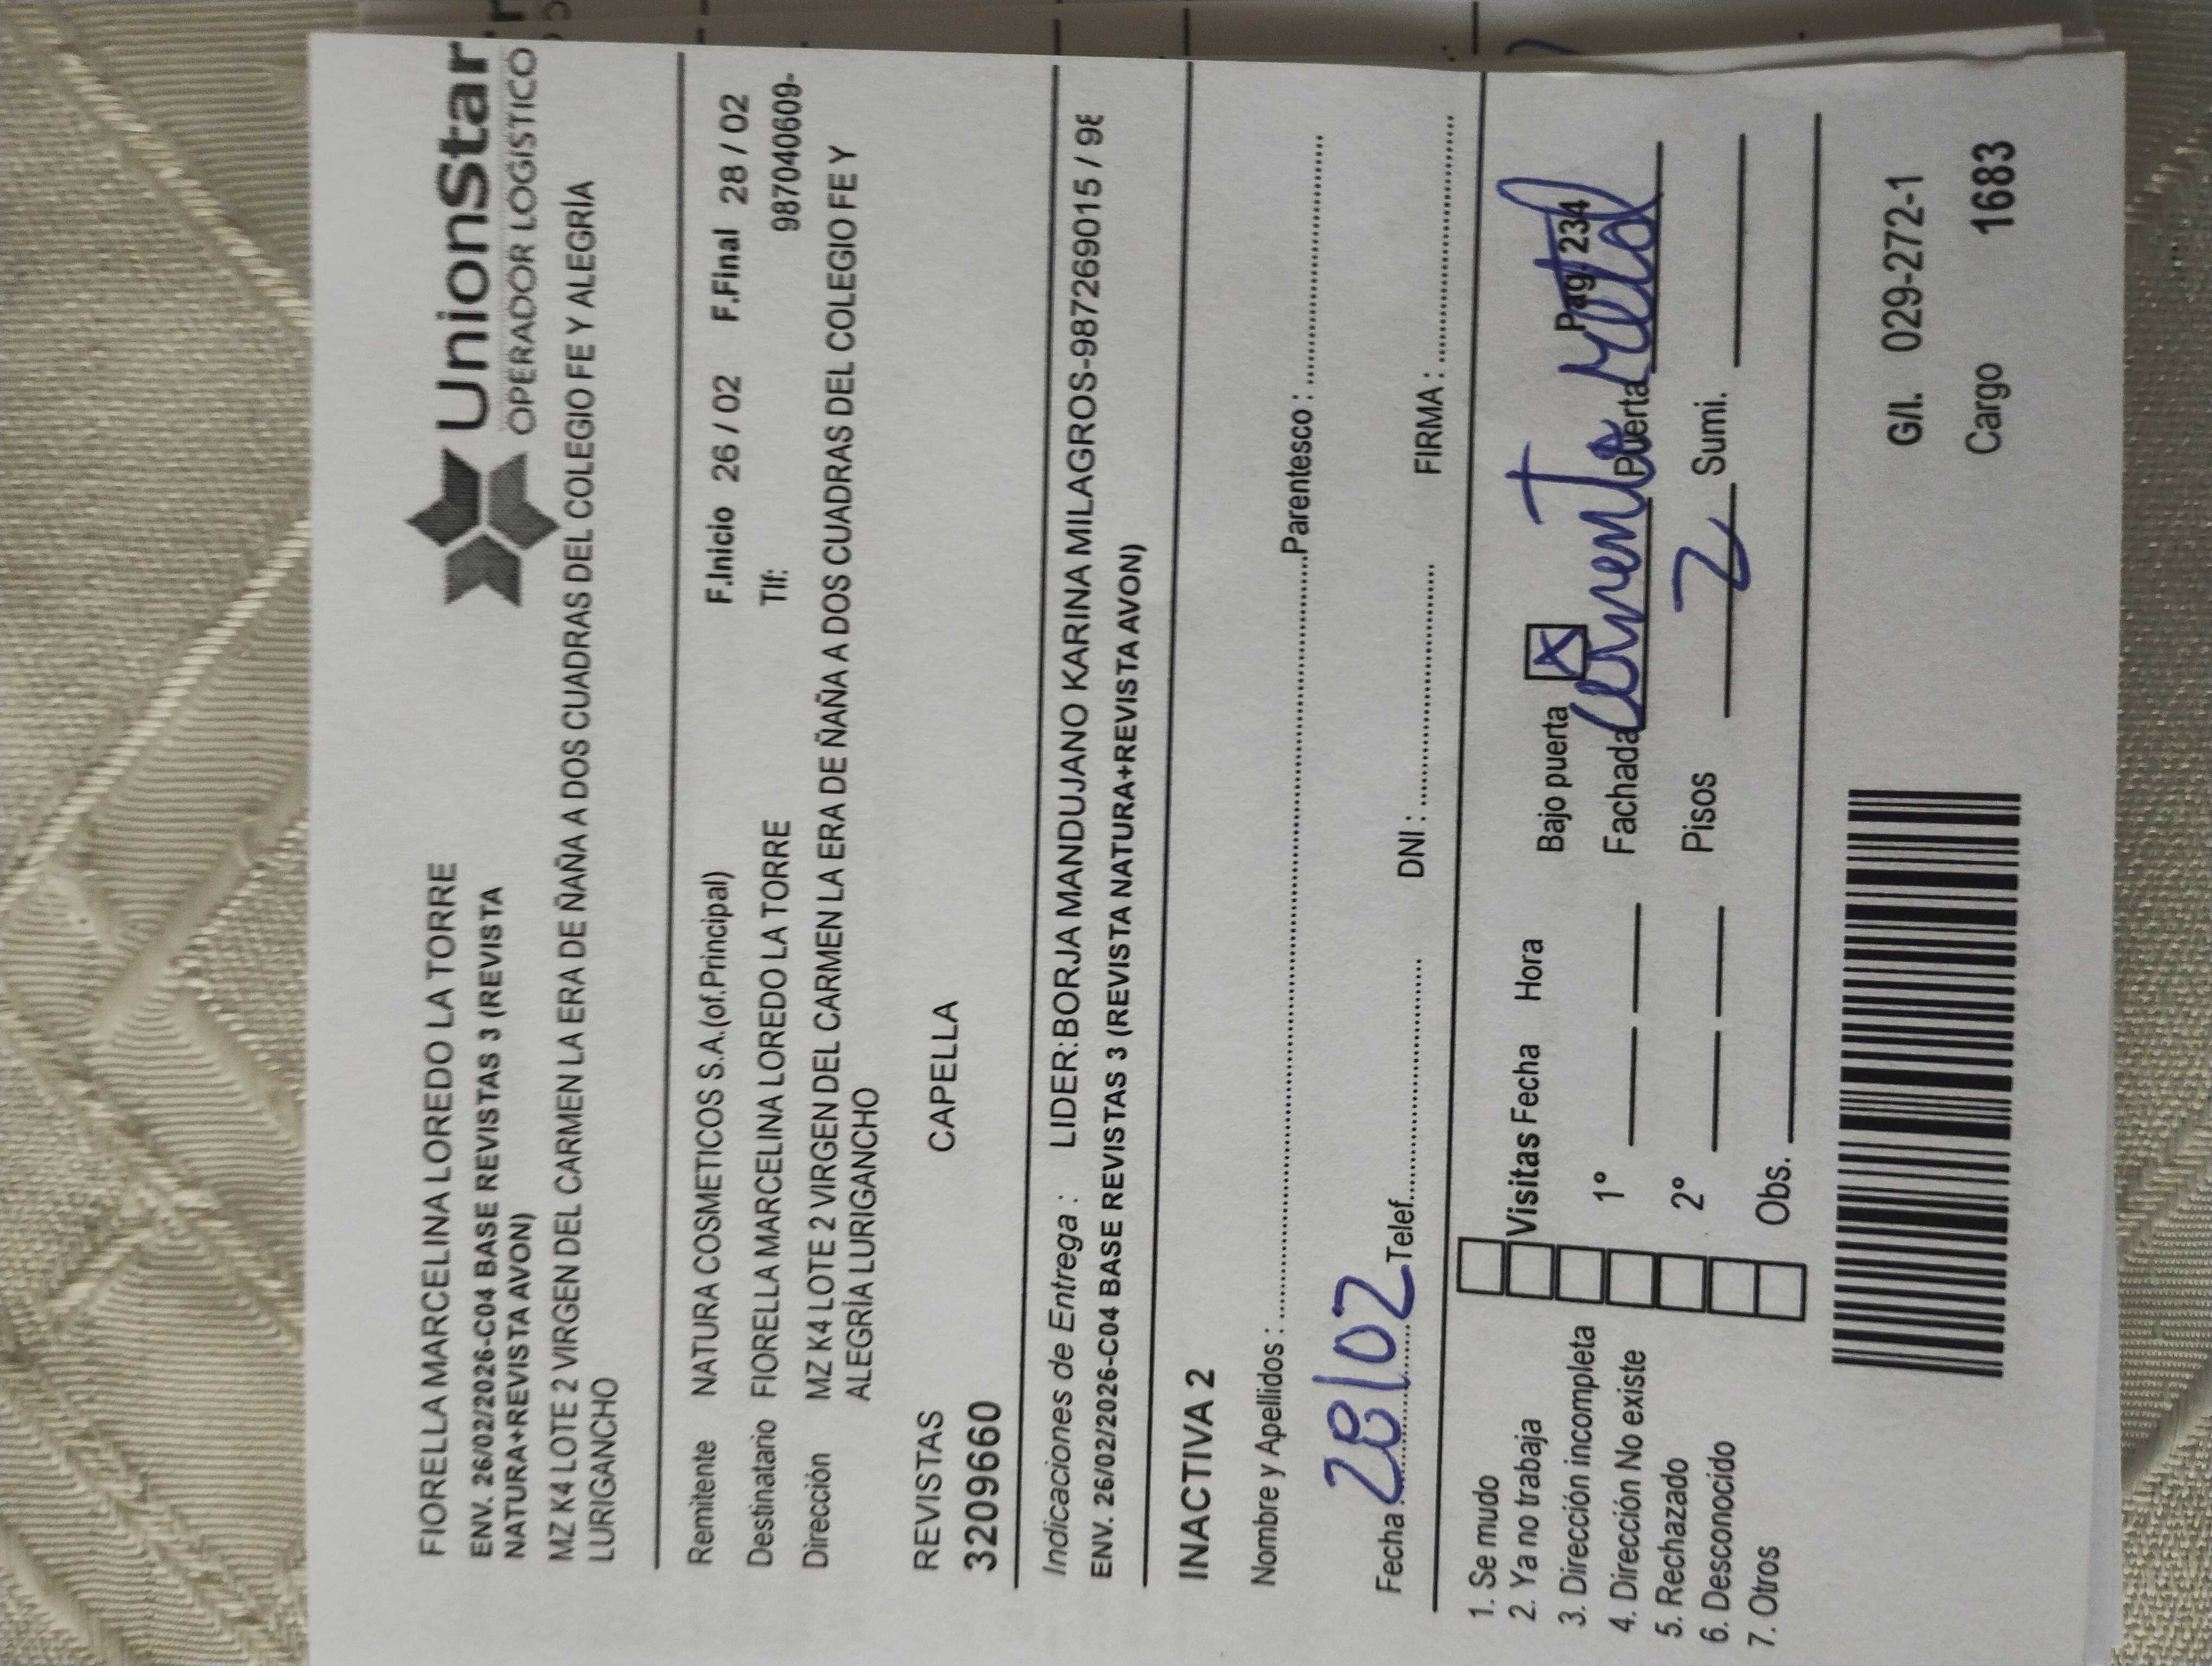 FIORELLA MARCELINA LOREDO LA TORRE
UnionStar
OPERADOR LOGISTICO
ENV. 26/02/2026-C04 BASE REVISTAS 3 (REVISTA
NATURA+REVISTA AVON)
MZ K4 LOTE 2 VIRGEN DEL CARMEN LA ERA DE ÑAÑA A DOS CUADRAS DEL COLEGIO FE Y ALEGRÍA
LURIGANCHO
Remitente NATURA COSMETICOS S.A.(of.Principal) F.Inicio 26 / 02 F.Final 28 / 02
Destinatario FIORELLA MARCELINA LOREDO LA TORRE Tlf: 987040609-
Dirección MZ K4 LOTE 2 VIRGEN DEL CARMEN LA ERA DE ÑAÑA A DOS CUADRAS DEL COLEGIO FE Y
ALEGRÍA LURIGANCHO
REVISTAS CAPELLA
3209660
Indicaciones de Entrega : LIDER:BORJA MANDUJANO KARINA MILAGROS-987269015 / 98
ENV. 26/02/2026-C04 BASE REVISTAS 3 (REVISTA NATURA+REVISTA AVON)
INACTIVA 2
Nombre y Apellidos : Parentesco :
Fecha 28/02 Telef. DNI : FIRMA :
1. Se mudo
2. Ya no trabaja
3. Dirección incompleta
4. Dirección No existe
5. Rechazado
6. Desconocido
7. Otros
Visitas Fecha Hora Bajo puerta X Pag. 234
1° Fachada Cemento Puerta Metal
2° Pisos 2 Sumi.
Obs.
G/I. 029-272-1
Cargo 1683